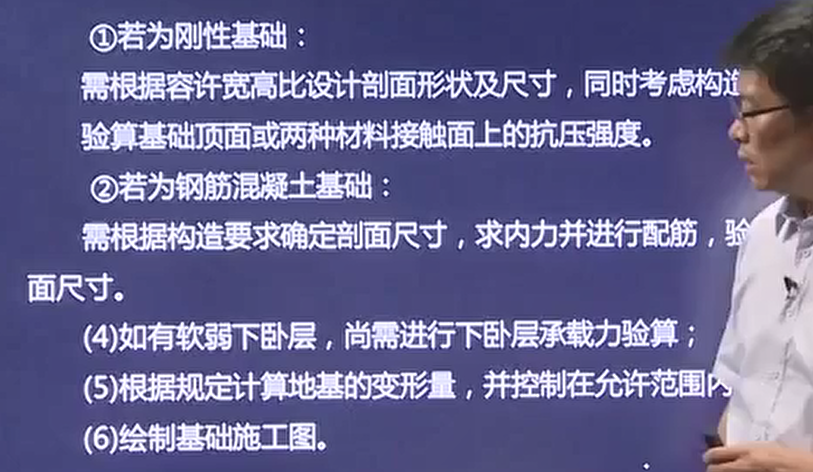 ①若为刚性基础：
需根据容许宽高比设计剖面形状及尺寸，同时考虑构造
验算基础顶面或两种材料接触面上的抗压强度。
②若为钢筋混凝土基础：
需根据构造要求确定剖面尺寸，求内力并进行配筋，验
面尺寸。
(4)如有软弱下卧层，尚需进行下卧层承载力验算；
(5)根据规定计算地基的变形量，并控制在允许范围内
(6)绘制基础施工图。